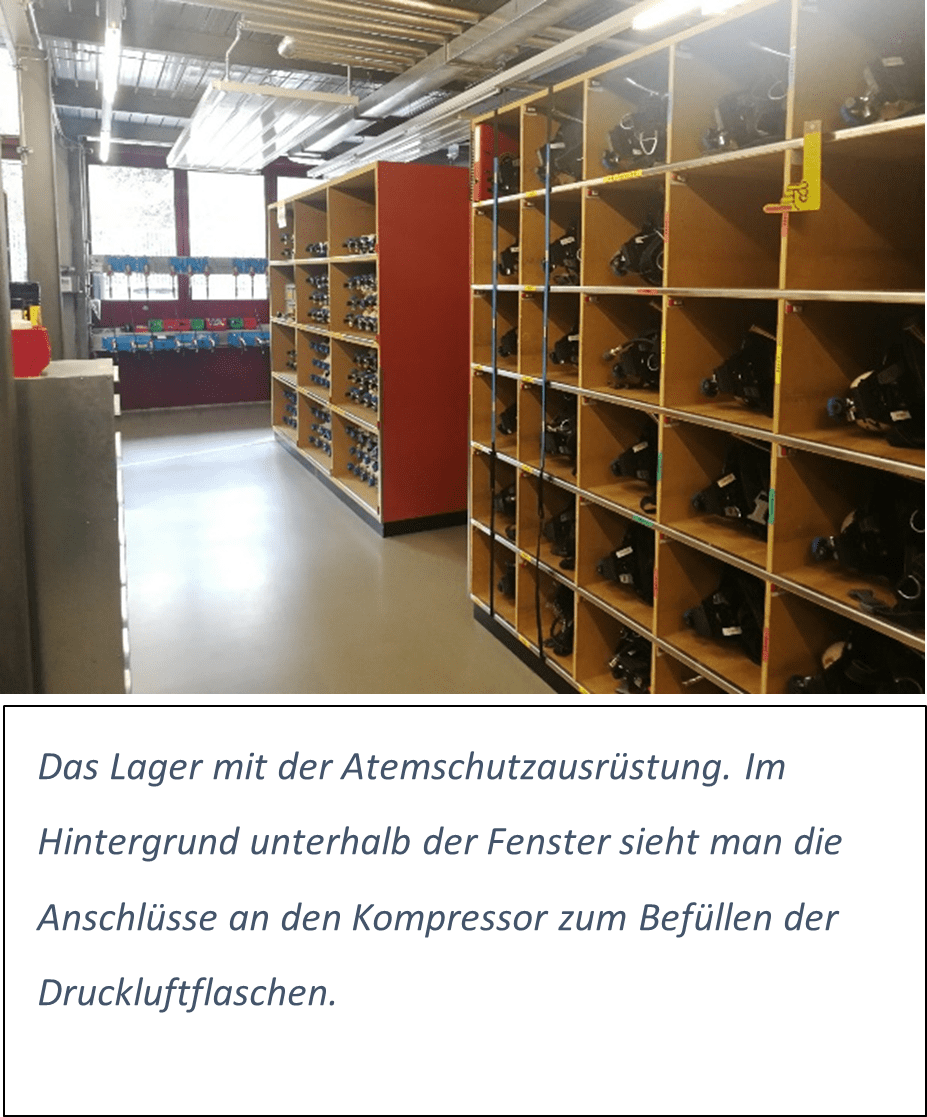 Das Lager mit der Atemschutzausrüstung. Im
Hintergrund unterhalb der Fenster sieht man die
Anschlüsse an den Kompressor zum Befüllen der
Druckluftflaschen.